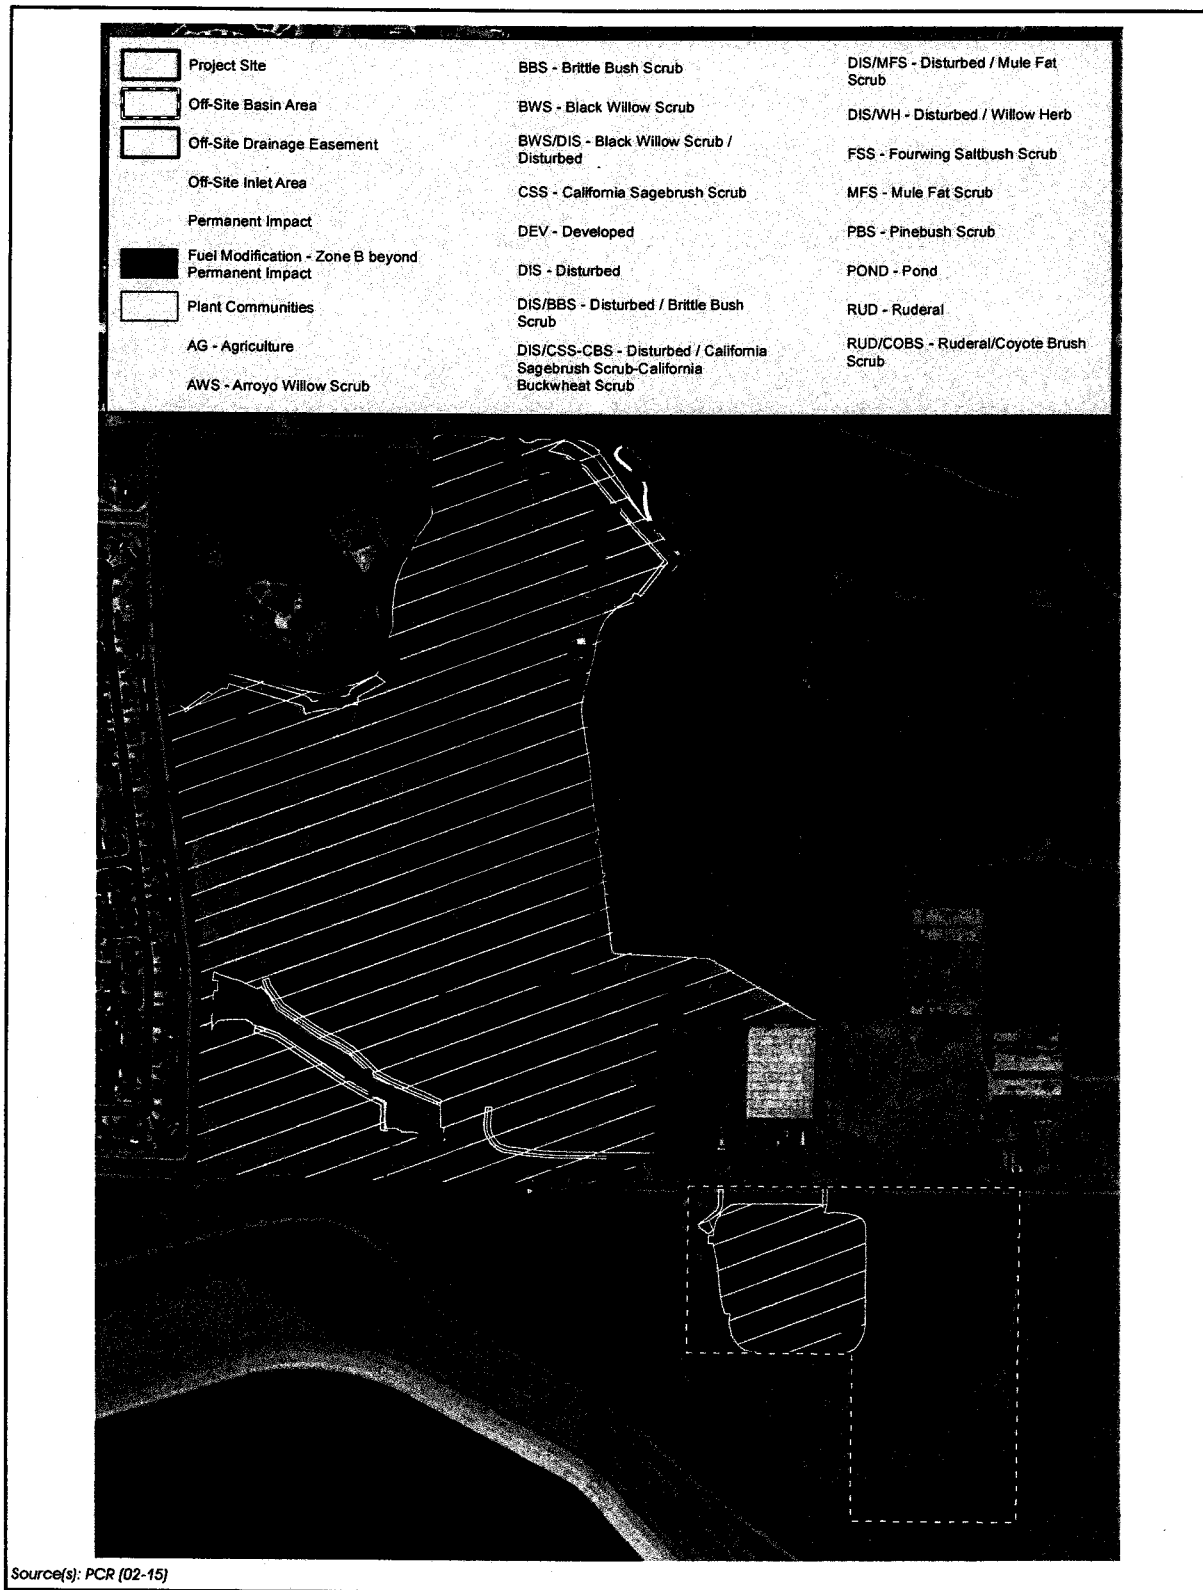 Project Site
Off-Site Basin Area
Off-Site Drainage Easement
Off-Site Inlet Area
Permanent Impact
Fuel Modification - Zone B beyond
Permanent Impact
Plant Communities
AG - Agriculture
AWS - Arroyo Willow Scrub
BBS - Brittle Bush Scrub
BWS - Black Willow Scrub
BWS/DIS - Black Willow Scrub /
Disturbed
CSS - California Sagebrush Scrub
DEV - Developed
DIS - Disturbed
DIS/BBS - Disturbed / Brittle Bush
Scrub
DIS/CSS-CBS - Disturbed / California
Sagebrush Scrub-California
Buckwheat Scrub
DIS/MFS - Disturbed / Mule Fat
Scrub
DIS/WH - Disturbed / Willow Herb
FSS - Fourwing Saltbush Scrub
MFS - Mule Fat Scrub
PBS - Pinebush Scrub
POND - Pond
RUD - Ruderal
RUD/COBS - Ruderal/Coyote Brush
Scrub
Source(s): PCR (02-15)